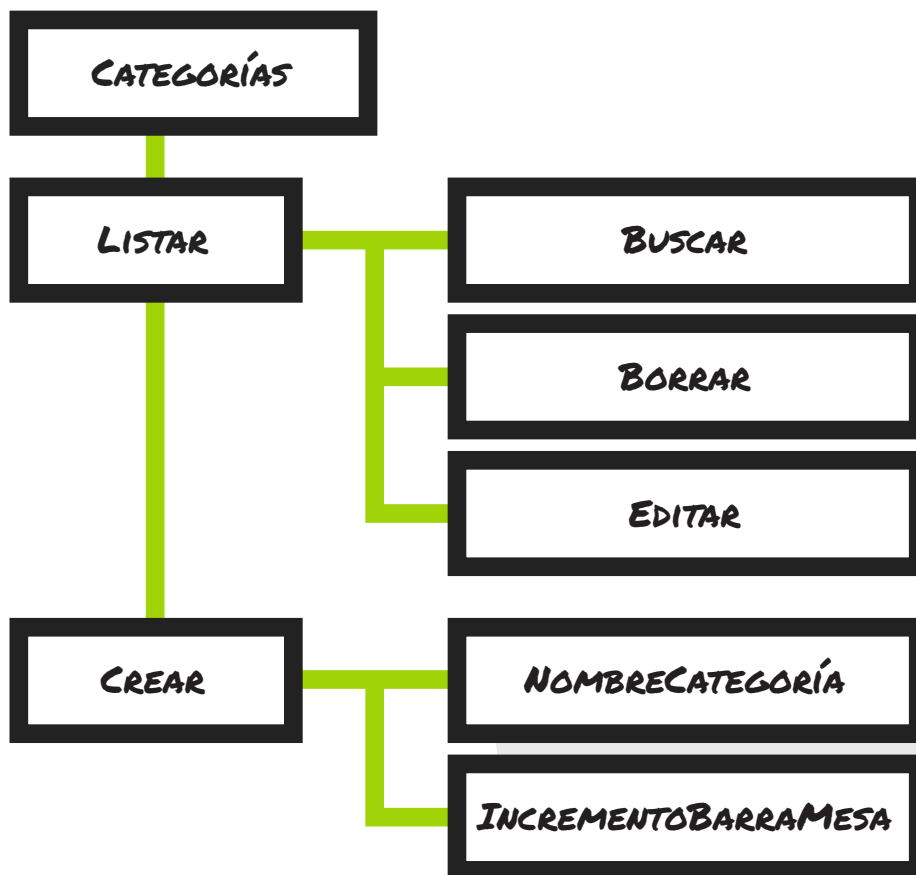 Categorías
Listar
Buscar
Borrar
Editar
Crear
NombreCategoría
IncrementoBarraMesa